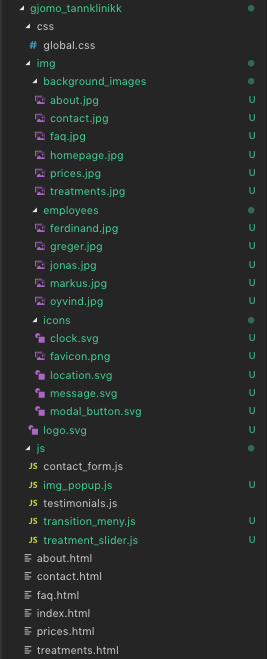 gjomo_tannklinikk
css
# global.css
img
background_images
about.jpg U
contact.jpg U
faq.jpg U
homepage.jpg U
prices.jpg U
treatments.jpg U
employees
ferdinand.jpg U
greger.jpg U
jonas.jpg U
markus.jpg U
oyvind.jpg U
icons
clock.svg U
favicon.png U
location.svg U
message.svg U
modal_button.svg U
logo.svg U
js
JS contact_form.js
JS img_popup.js U
JS testimonials.js
JS transition_meny.js U
JS treatment_slider.js U
about.html
contact.html
faq.html
index.html
prices.html
treatments.html